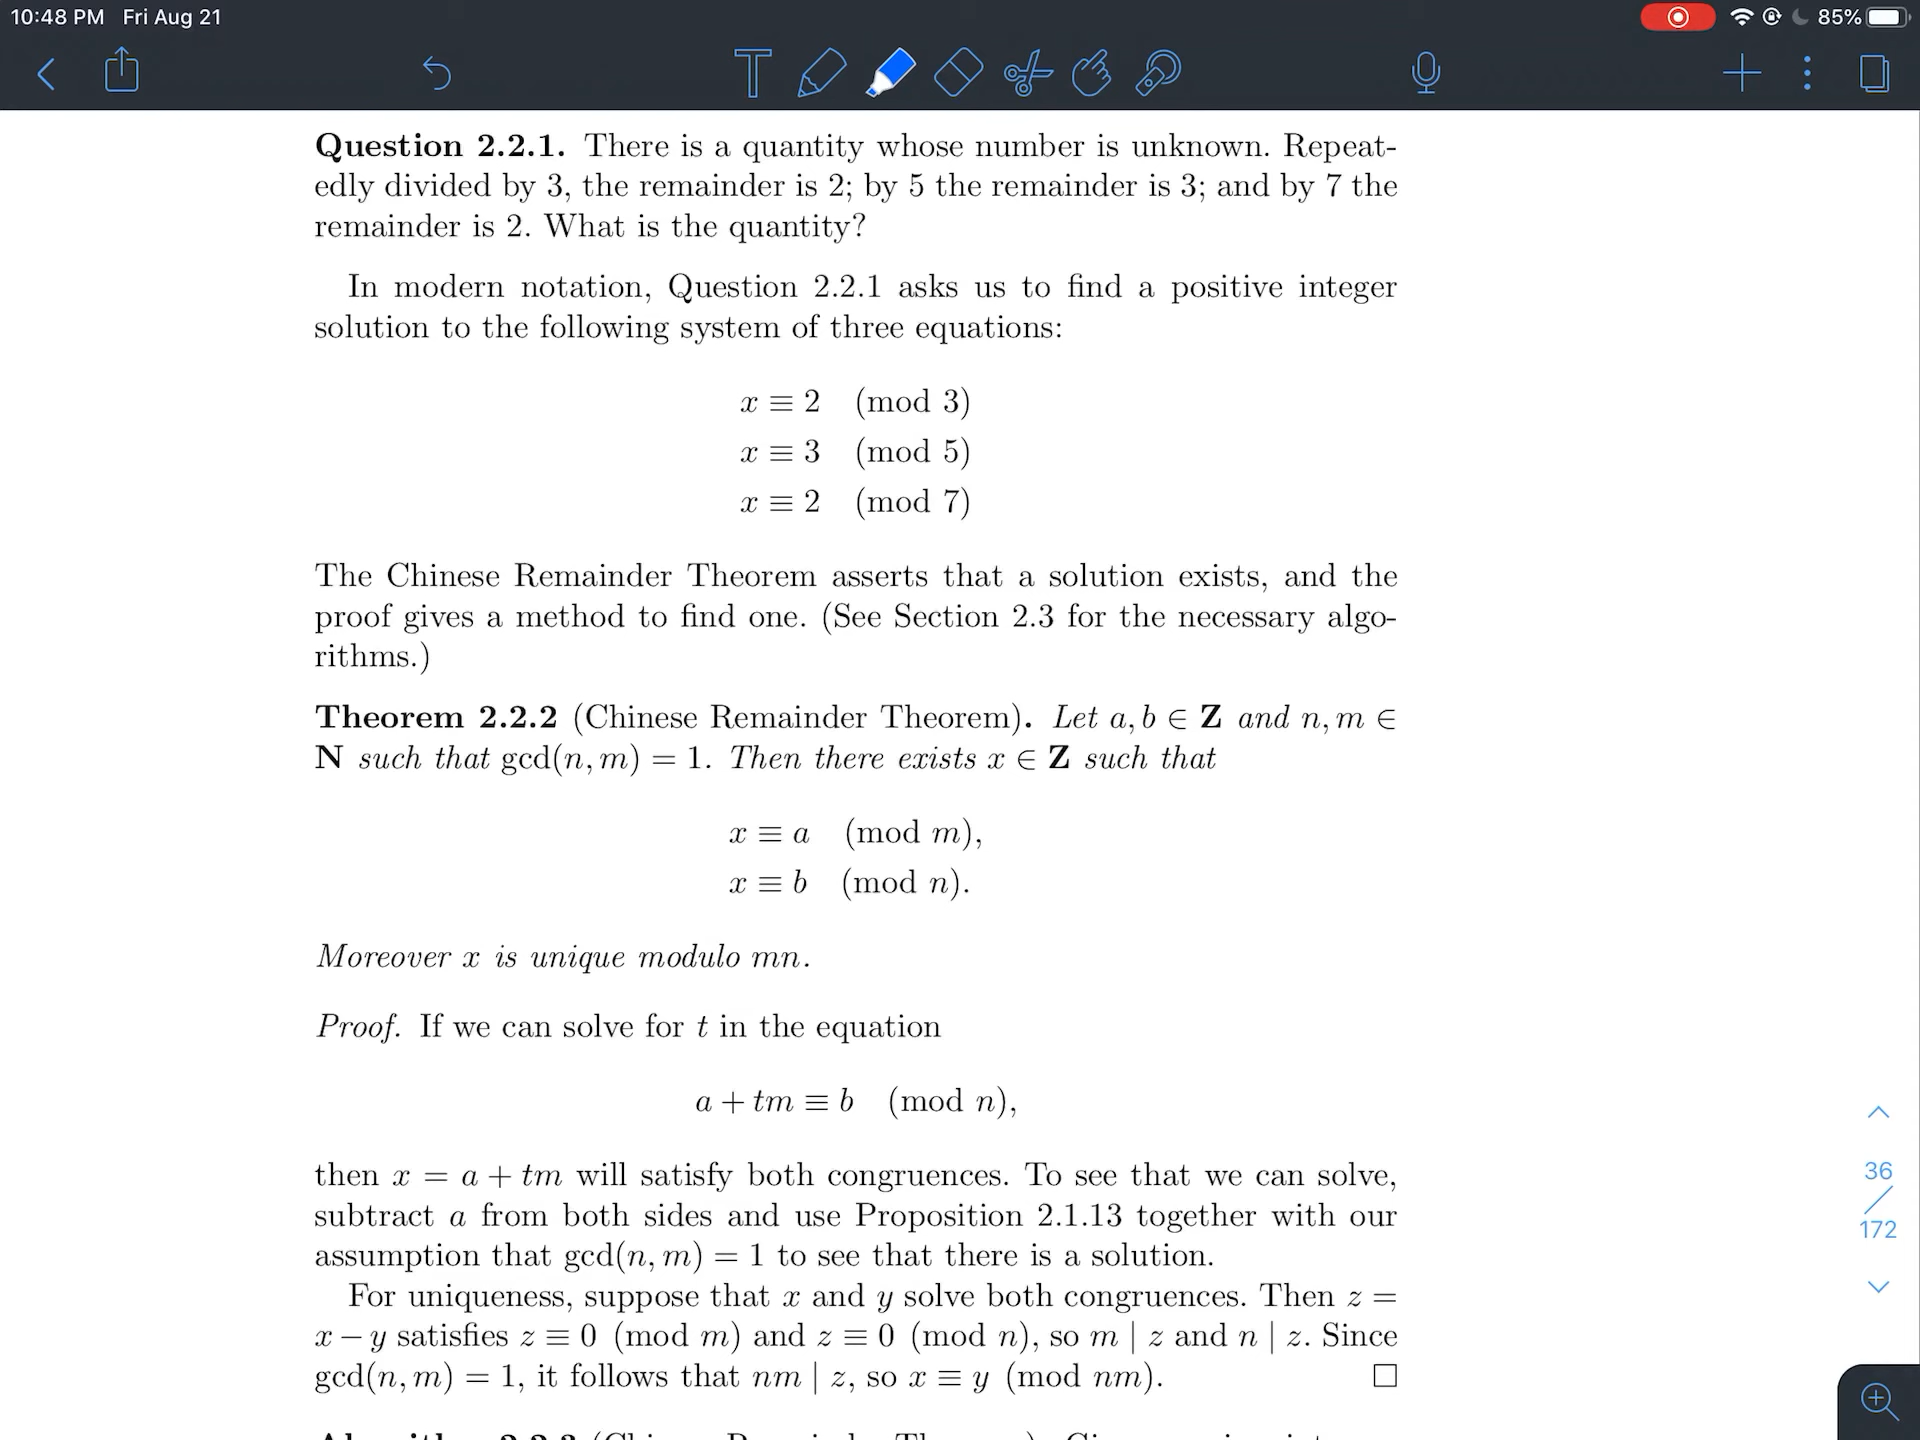 10:48 PM Fri Aug 21
85%
Question 2.2.1. There is a quantity whose number is unknown. Repeat-
edly divided by 3, the remainder is 2; by 5 the remainder is 3; and by 7 the
remainder is 2. What is the quantity?
In modern notation, Question 2.2.1 asks us to find a positive integer
solution to the following system of three equations:
x ≡ 2 (mod 3)
x ≡ 3 (mod 5)
x ≡ 2 (mod 7)
The Chinese Remainder Theorem asserts that a solution exists, and the
proof gives a method to find one. (See Section 2.3 for the necessary algo-
rithms.)
Theorem 2.2.2 (Chinese Remainder Theorem). Let a, b ∈ Z and n, m ∈
N such that gcd(n, m) = 1. Then there exists x ∈ Z such that
x ≡ a (mod m),
x ≡ b (mod n).
Moreover x is unique modulo mn.
Proof. If we can solve for t in the equation
a + tm ≡ b (mod n),
then x = a + tm will satisfy both congruences. To see that we can solve,
subtract a from both sides and use Proposition 2.1.13 together with our
assumption that gcd(n, m) = 1 to see that there is a solution.
For uniqueness, suppose that x and y solve both congruences. Then z =
x − y satisfies z ≡ 0 (mod m) and z ≡ 0 (mod n), so m | z and n | z. Since
gcd(n, m) = 1, it follows that nm | z, so x ≡ y (mod nm). □
36
/
172